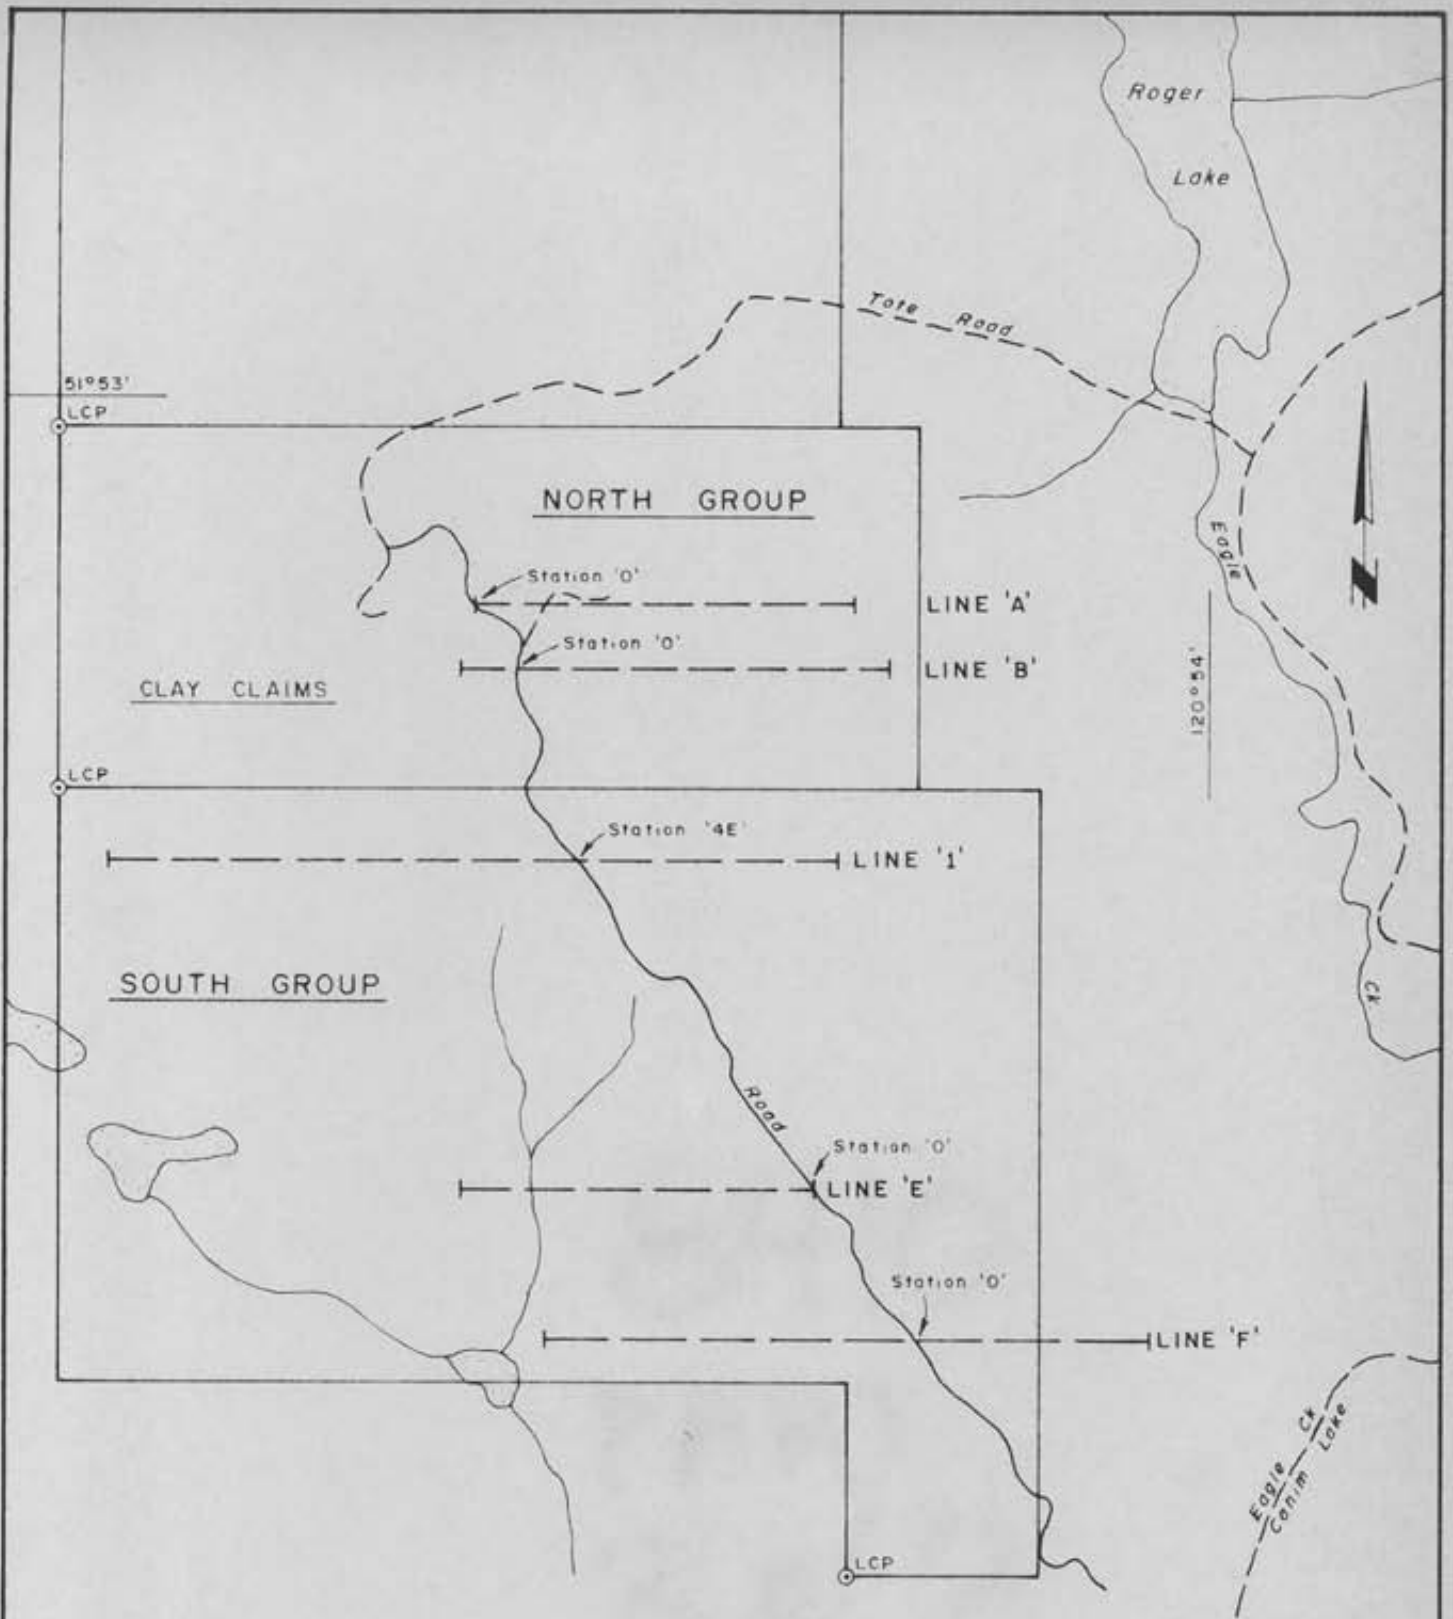 Roger
Lake
Tote Road
51°53'
LCP
NORTH GROUP
Station 'O'
LINE 'A'
Eagle
Station 'O'
LINE 'B'
CLAY CLAIMS
120°54'
LCP
Station '4E'
LINE '1'
SOUTH GROUP
Ck
Road
Station 'O'
LINE 'E'
Station 'O'
LINE 'F'
Eagle Ck
Canim Lake
LCP
N